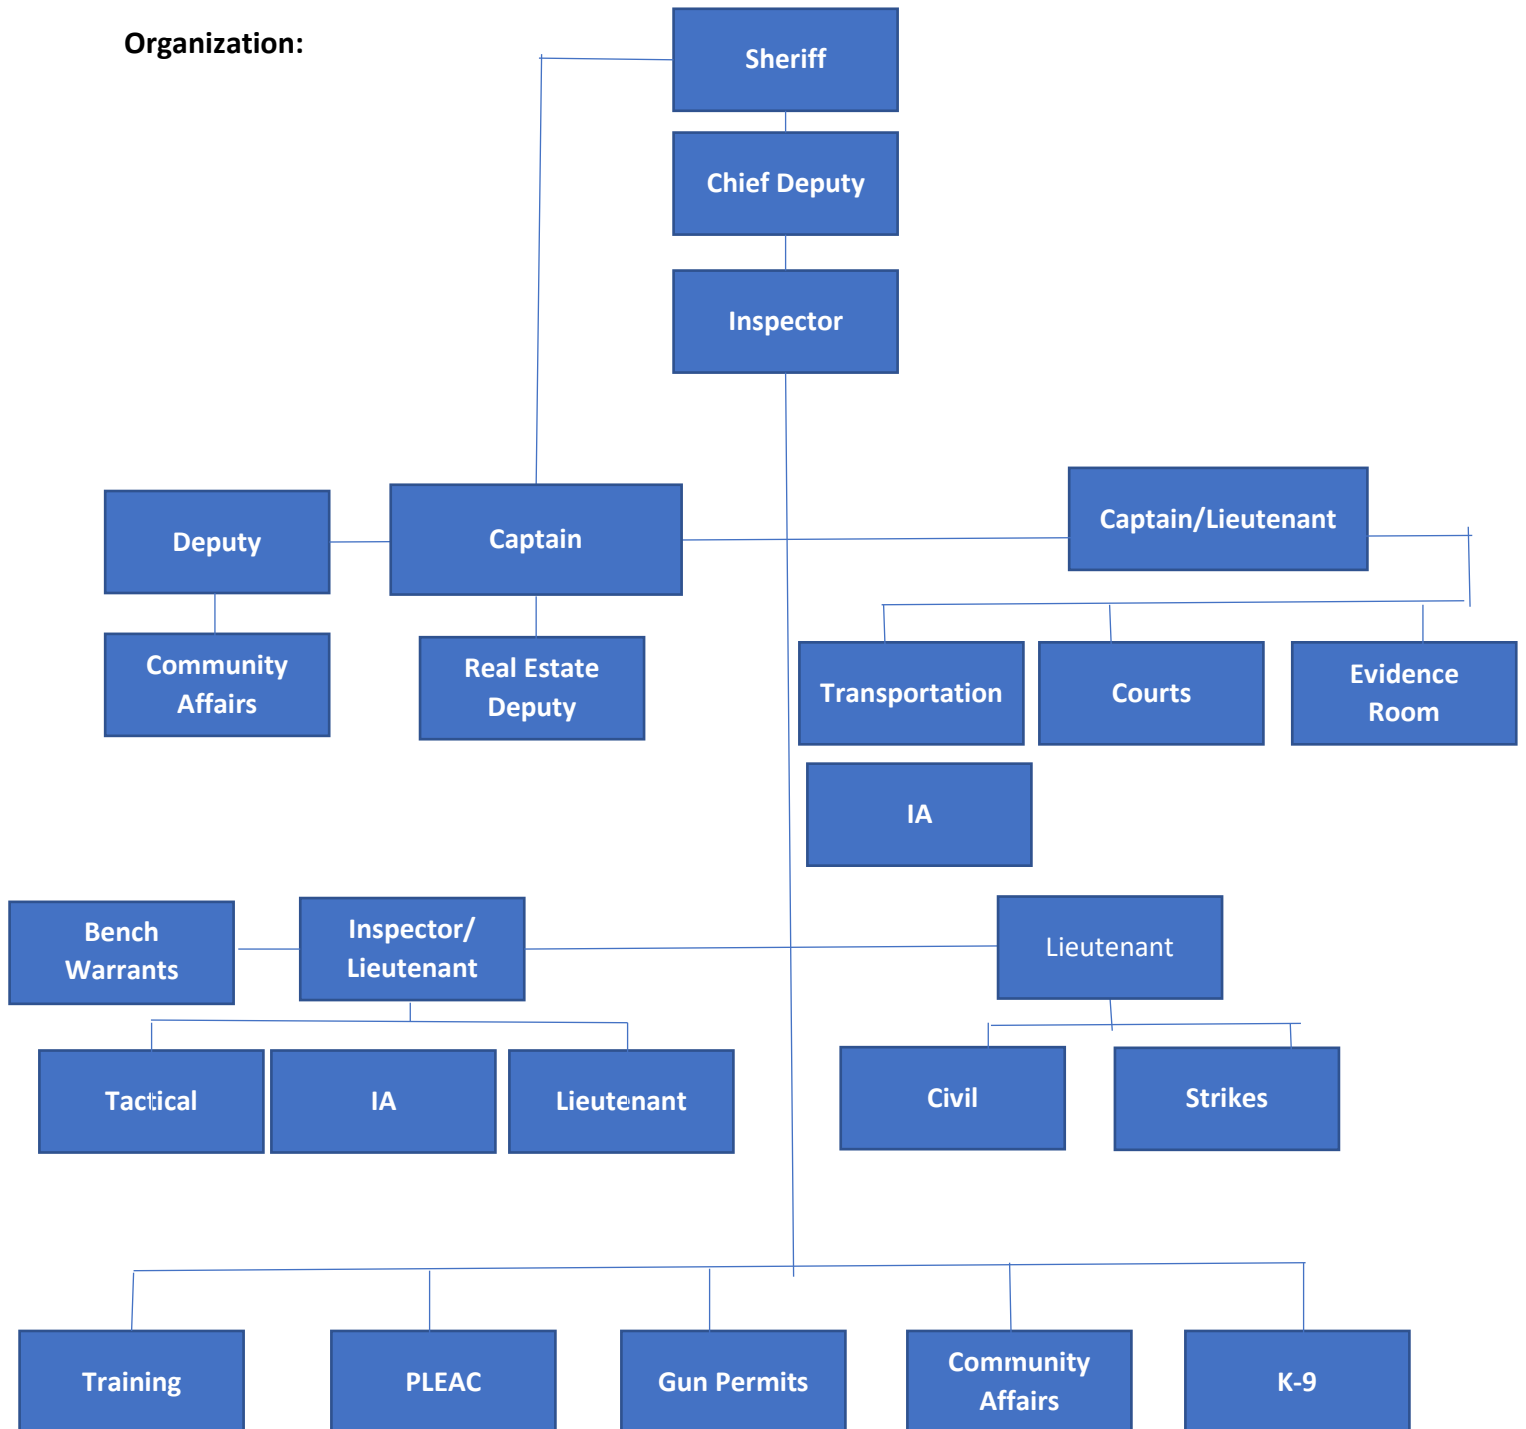 Organization:
Sheriff
Chief Deputy
Inspector
Deputy
Captain
Captain/Lieutenant
Community
Affairs
Real Estate
Deputy
Transportation
Courts
Evidence
Room
IA
Bench
Warrants
Inspector/
Lieutenant
Lieutenant
Tactical
IA
Lieutenant
Civil
Strikes
Training
PLEAC
Gun Permits
Community
Affairs
K-9